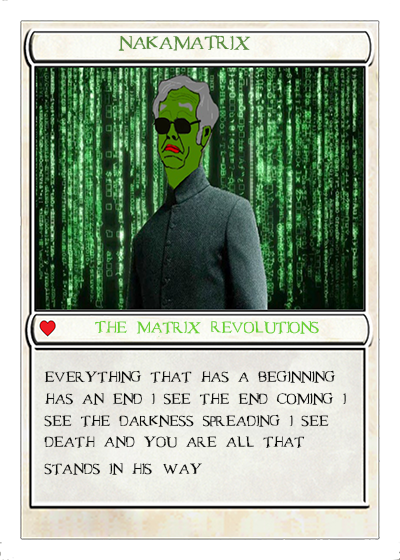 NAKAMATRIX
THE MATRIX REVOLUTIONS
EVERYTHING THAT HAS A BEGINNING
HAS AN END I SEE THE END COMING I
SEE THE DARKNESS SPREADING I SEE
DEATH AND YOU ARE ALL THAT
STANDS IN HIS WAY